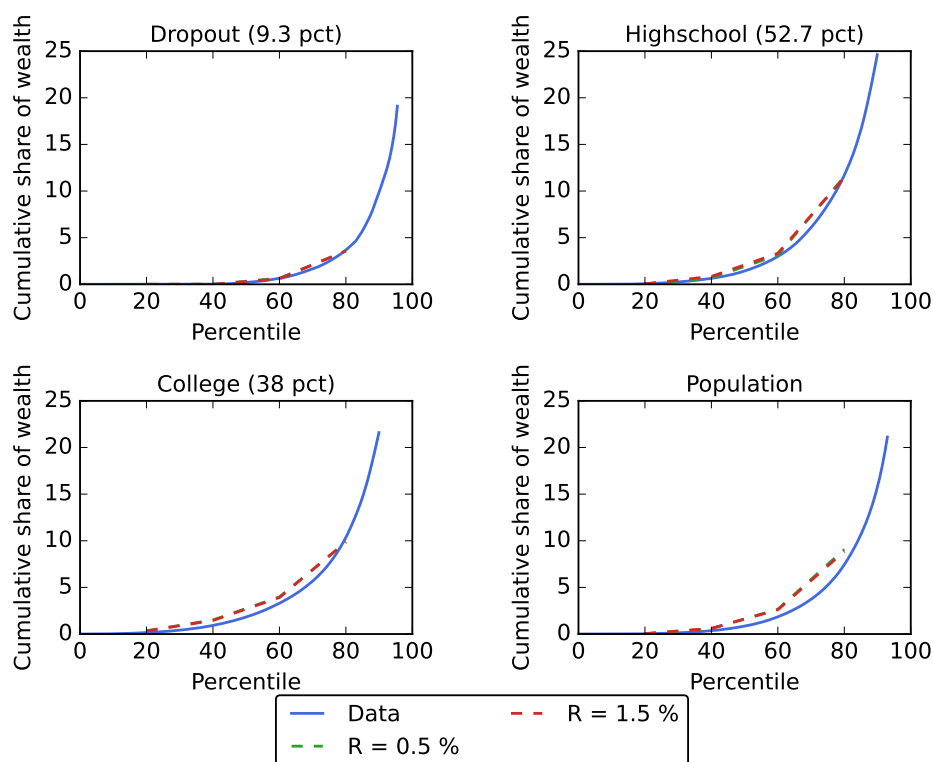 Dropout (9.3 pct)
Cumulative share of wealth
25
20
15
10
5
0
0 20 40 60 80 100
Percentile
Highschool (52.7 pct)
Cumulative share of wealth
25
20
15
10
5
0
0 20 40 60 80 100
Percentile
College (38 pct)
Cumulative share of wealth
25
20
15
10
5
0
0 20 40 60 80 100
Percentile
Population
Cumulative share of wealth
25
20
15
10
5
0
0 20 40 60 80 100
Percentile
Data
R = 0.5 %
R = 1.5 %